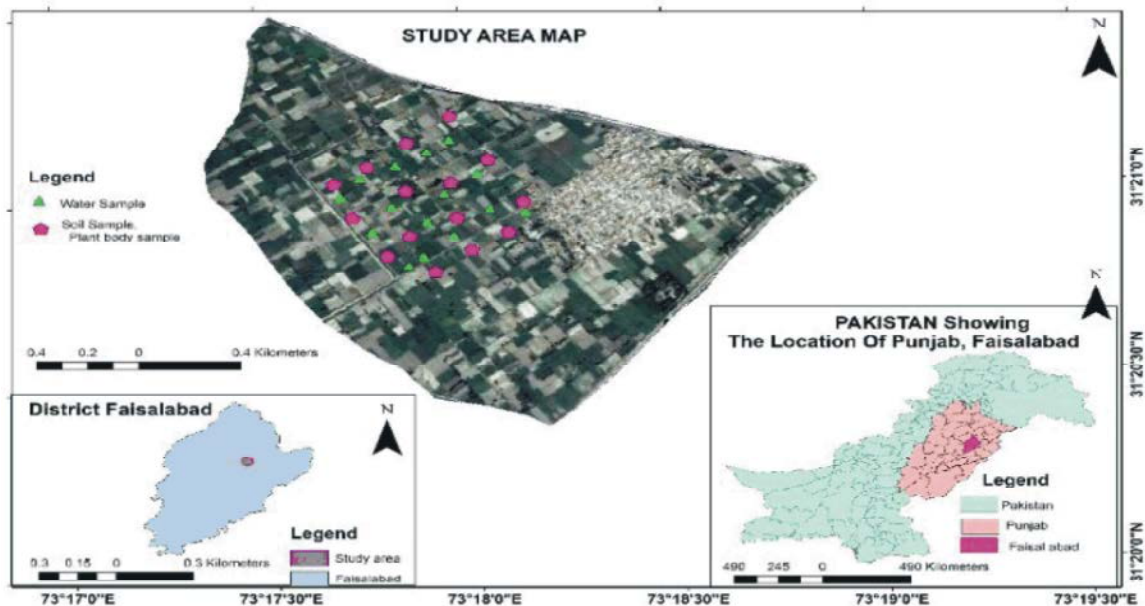 STUDY AREA MAP
N
Legend
Water Sample
Soil Sample,
Plant body sample
0.4 0.2 0 0.4 Kilometers
31°21'0"N
31°20'30"N
31°20'0"N
District Faisalabad
N
Legend
Study area
Faisalabad
0.3 0.15 0 0.3 Kilometers
N
PAKISTAN Showing
The Location Of Punjab, Faisalabad
Legend
Pakistan
Punjab
Faisal abad
490 245 0 490 Kilometers
73°17'0"E 73°17'30"E 73°18'0"E 73°18'30"E 73°19'0"E 73°19'30"E